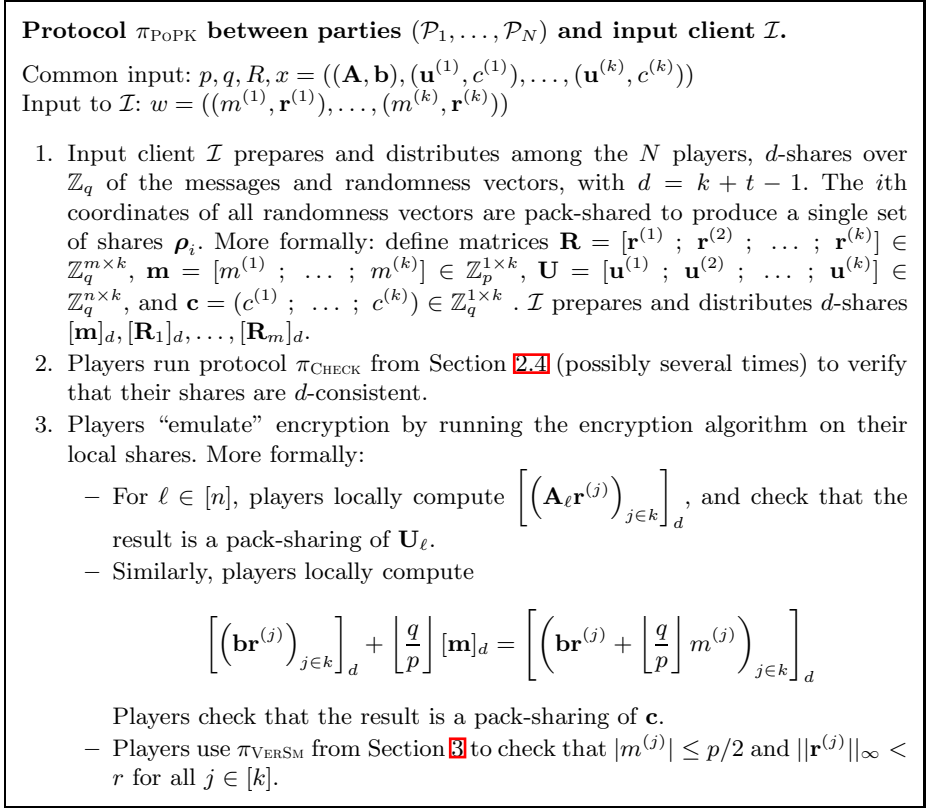 Protocol π_PoPK between parties (𝒫_1, . . . , 𝒫_N) and input client ℐ.
Common input: p, q, R, x = ((𝐀, 𝐛), (𝐮^(1), c^(1)), . . . , (𝐮^(k), c^(k)))
Input to ℐ: w = ((m^(1), 𝐫^(1)), . . . , (m^(k), 𝐫^(k)))
1. Input client ℐ prepares and distributes among the N players, d-shares over
ℤ_q of the messages and randomness vectors, with d = k + t − 1. The ith
coordinates of all randomness vectors are pack-shared to produce a single set
of shares 𝝆_i. More formally: define matrices 𝐑 = [𝐫^(1) ; 𝐫^(2) ; . . . ; 𝐫^(k)] ∈
ℤ_q^{m×k}, 𝐦 = [m^(1) ; . . . ; m^(k)] ∈ ℤ_p^{1×k}, 𝐔 = [𝐮^(1) ; 𝐮^(2) ; . . . ; 𝐮^(k)] ∈
ℤ_q^{n×k}, and 𝐜 = (c^(1) ; . . . ; c^(k)) ∈ ℤ_q^{1×k} . ℐ prepares and distributes d-shares
[𝐦]_d, [𝐑_1]_d, . . . , [𝐑_m]_d.
2. Players run protocol π_Check from Section 2.4 (possibly several times) to verify
that their shares are d-consistent.
3. Players “emulate” encryption by running the encryption algorithm on their
local shares. More formally:
– For ℓ ∈ [n], players locally compute [(𝐀_ℓ 𝐫^(j))_{j∈k}]_d, and check that the
result is a pack-sharing of 𝐔_ℓ.
– Similarly, players locally compute
[(𝐛𝐫^(j))_{j∈k}]_d + ⌊q/p⌋ [𝐦]_d = [(𝐛𝐫^(j) + ⌊q/p⌋ m^(j))_{j∈k}]_d
Players check that the result is a pack-sharing of 𝐜.
– Players use π_VerSm from Section 3 to check that |m^(j)| ≤ p/2 and ||𝐫^(j)||_∞ <
r for all j ∈ [k].